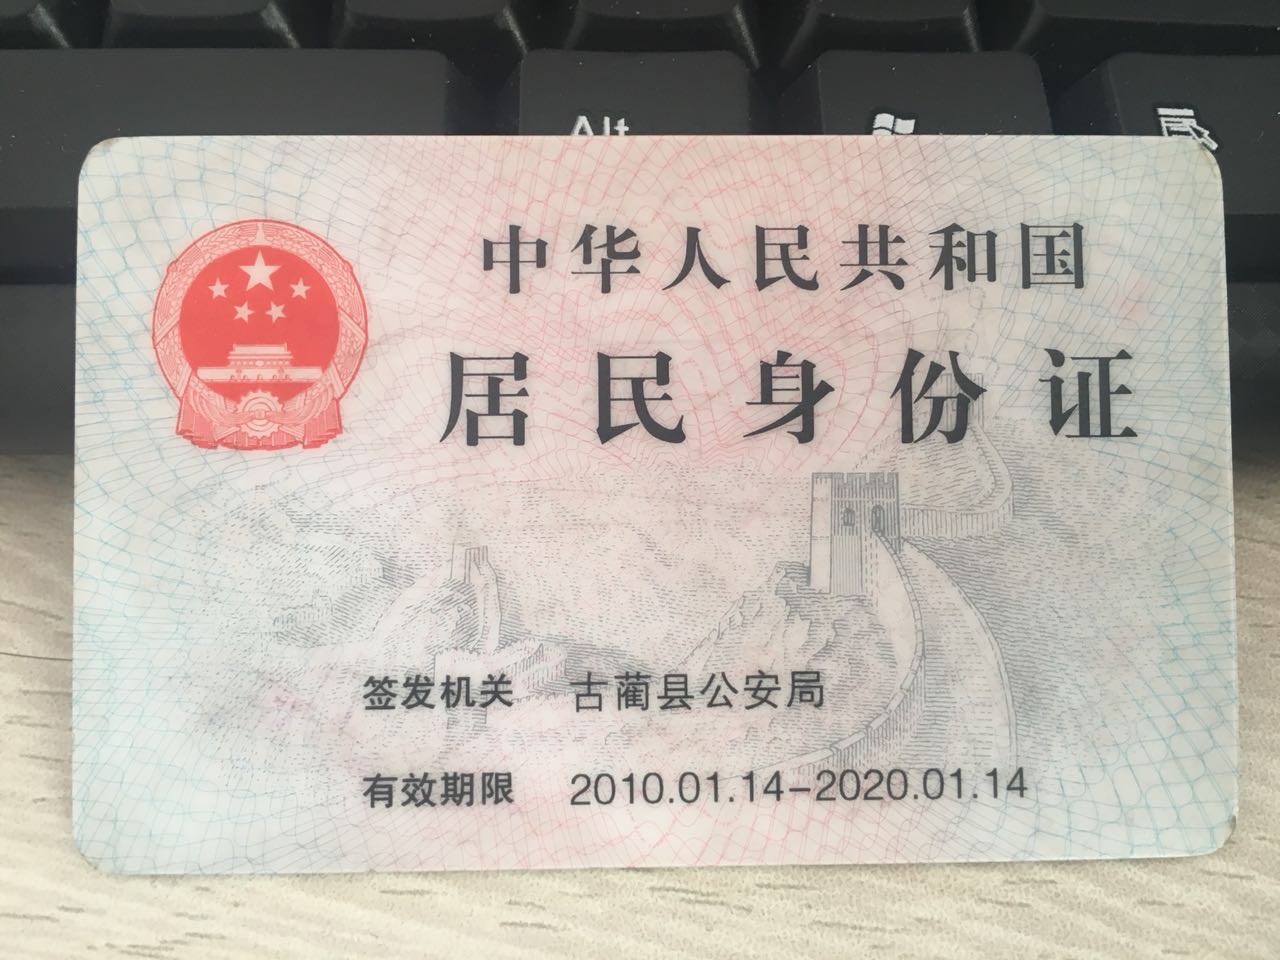 Alt
中华人民共和国
居民身份证
签发机关 古蔺县公安局
有效期限 2010.01.14-2020.01.14